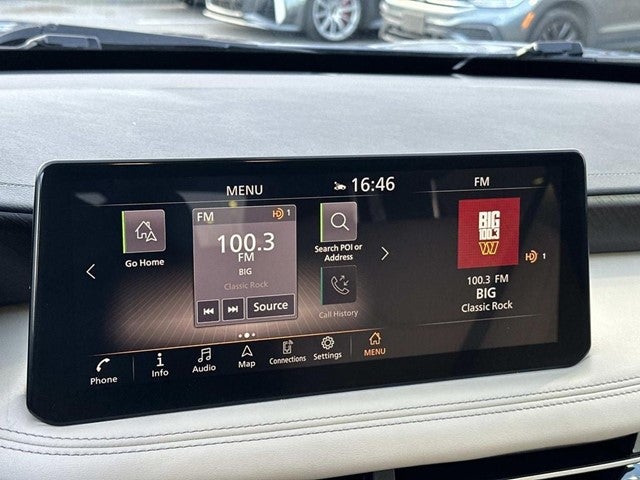 MENU
16:46
FM
FM
HD 1
100.3
FM
BIG
Classic Rock
Source
Go Home
Search POI or
Address
Call History
BIG
100.3
W
HD 1
100.3 FM
BIG
Classic Rock
Phone
Info
Audio
Map
Connections
Settings
MENU